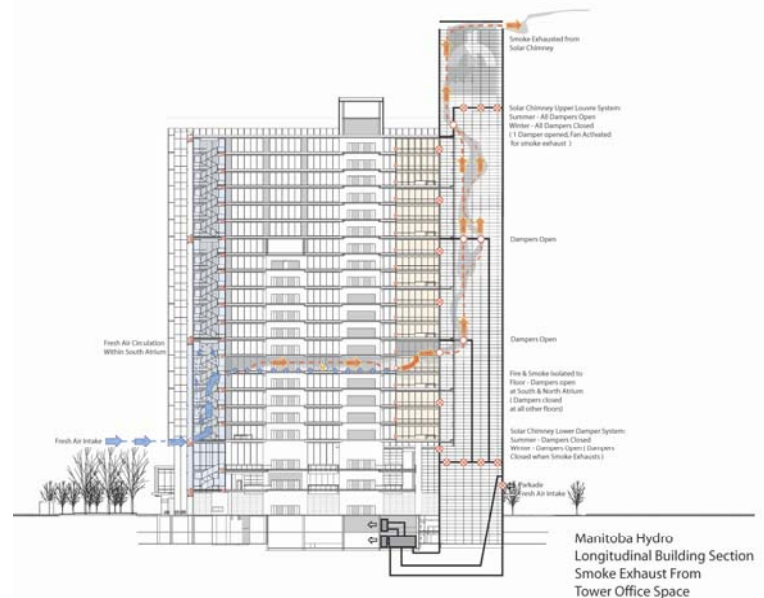 Smoke Exhausted from
Solar Chimney
Solar Chimney Upper Louvre System:
Summer - All Dampers Open
Winter - All Dampers Closed
( 1 Damper opened, Fan Activated
for smoke exhaust )
Dampers Open
Fresh Air Circulation
Within South Atrium
Dampers Open
Fire & Smoke isolated to
Floor - Dampers open
at South & North Atrium
( Dampers closed
at all other floors)
Solar Chimney Lower Damper System:
Summer - Dampers Closed
Winter - Dampers Open ( Dampers
Closed when Smoke Exhausts )
Fresh Air Intake
Parkade
Fresh Air Intake
Manitoba Hydro
Longitudinal Building Section
Smoke Exhaust From
Tower Office Space